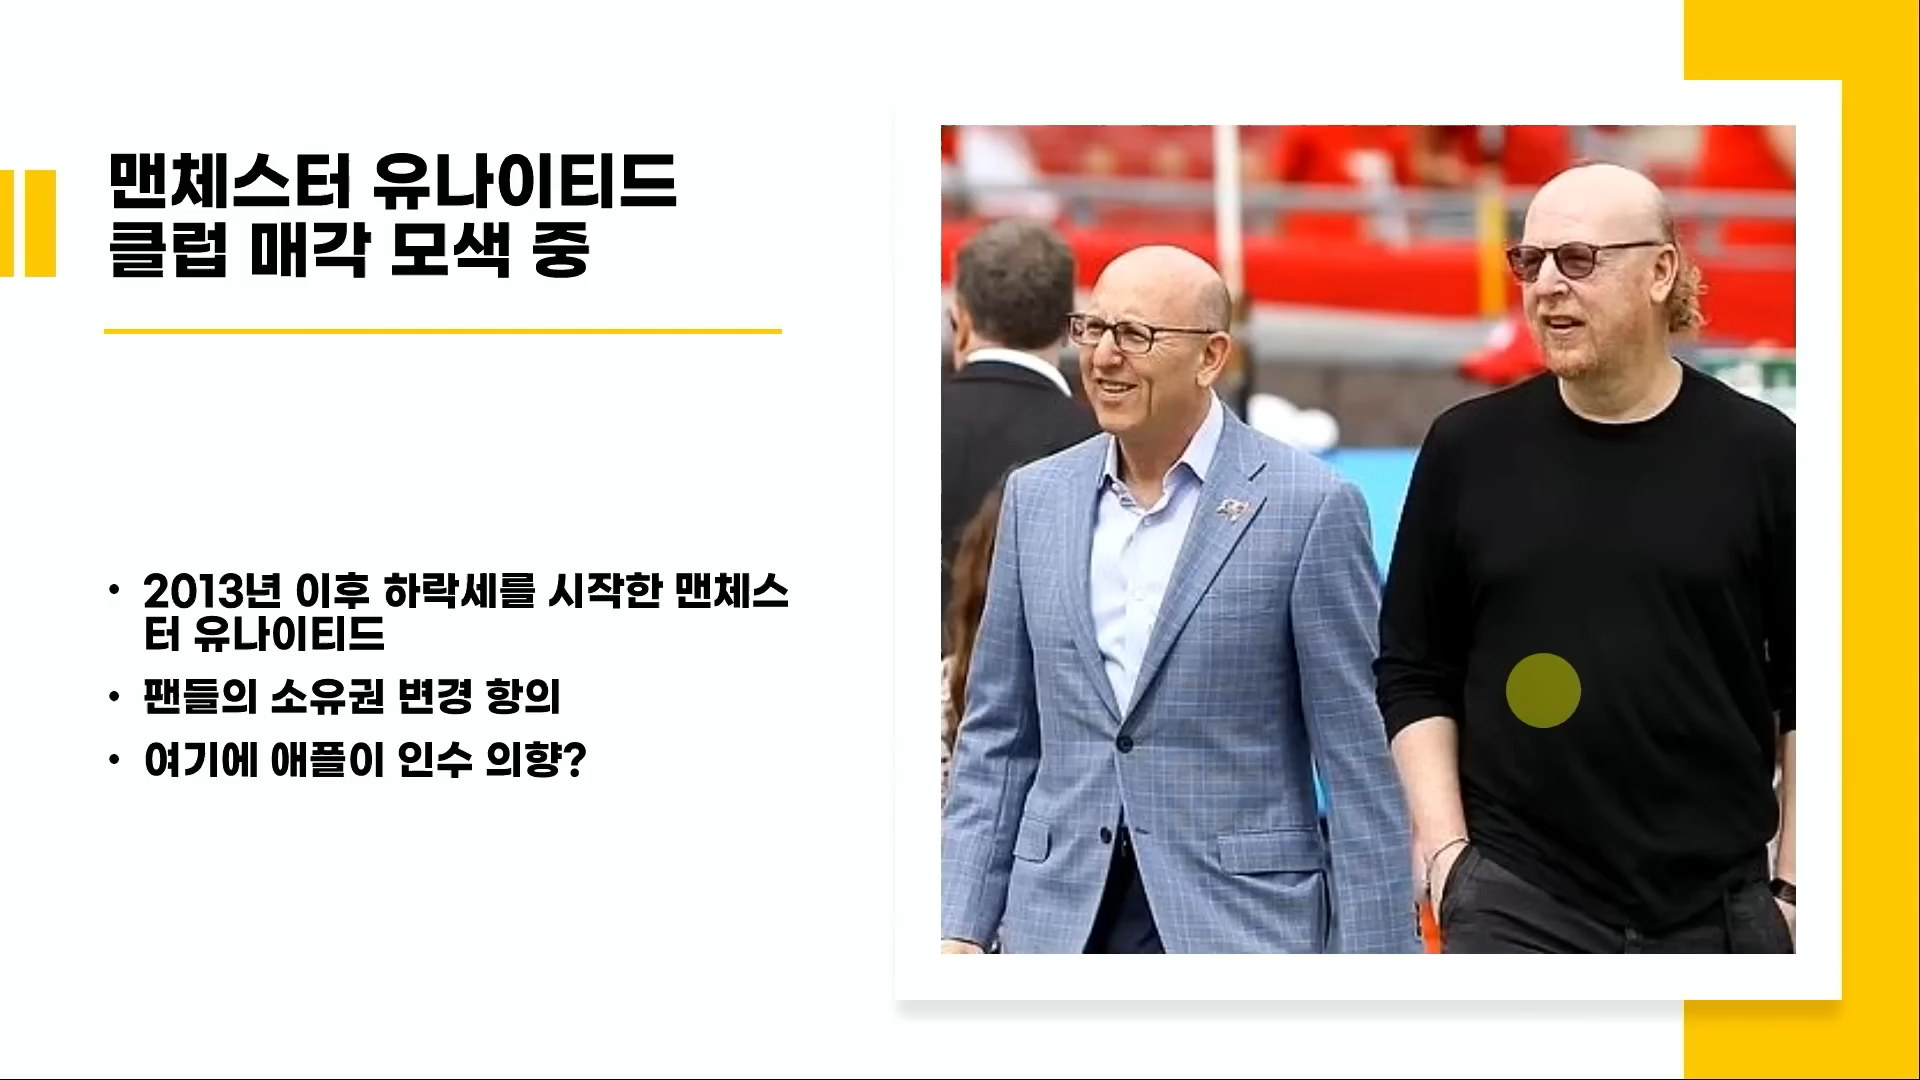 맨체스터 유나이티드
클럽 매각 모색 중
• 2013년 이후 하락세를 시작한 맨체스
터 유나이티드
• 팬들의 소유권 변경 항의
• 여기에 애플이 인수 의향?